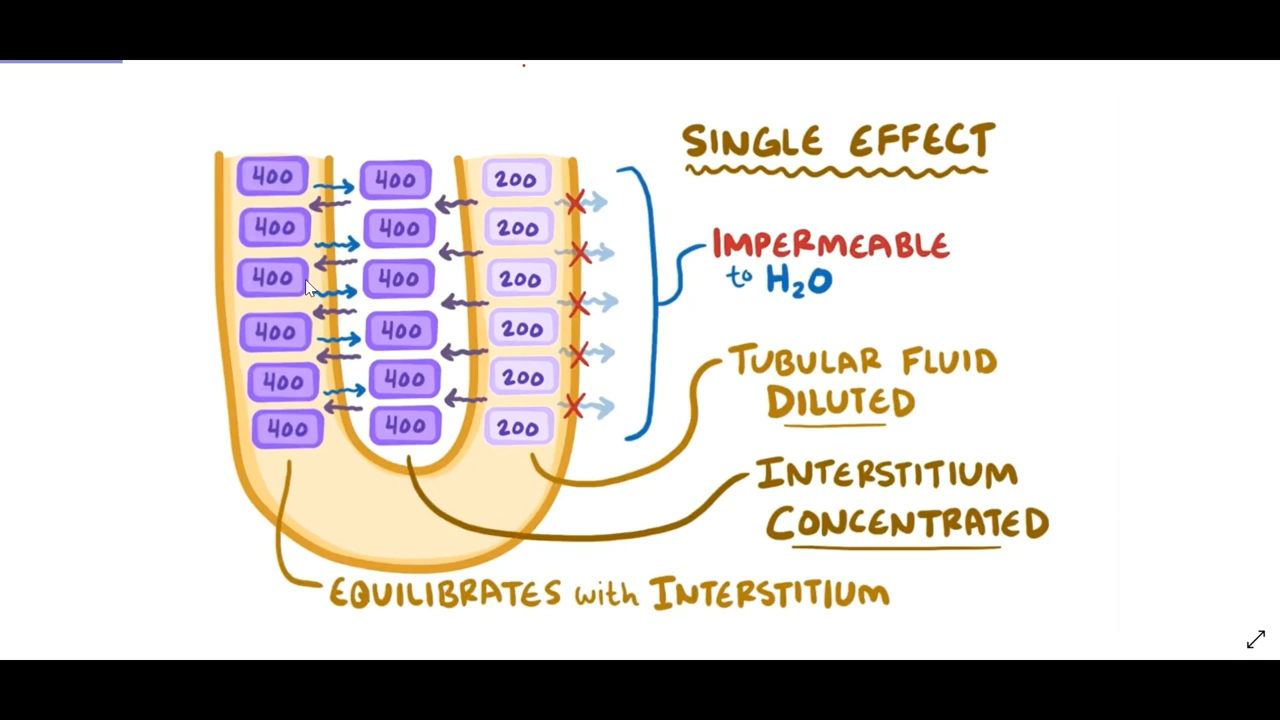 SINGLE EFFECT
400 400 200
400 400 200
400 400 200
400 400 200
400 400 200
400 400 200
IMPERMEABLE
to H₂O
TUBULAR FLUID
DILUTED
INTERSTITIUM
CONCENTRATED
EQUILIBRATES with INTERSTITIUM